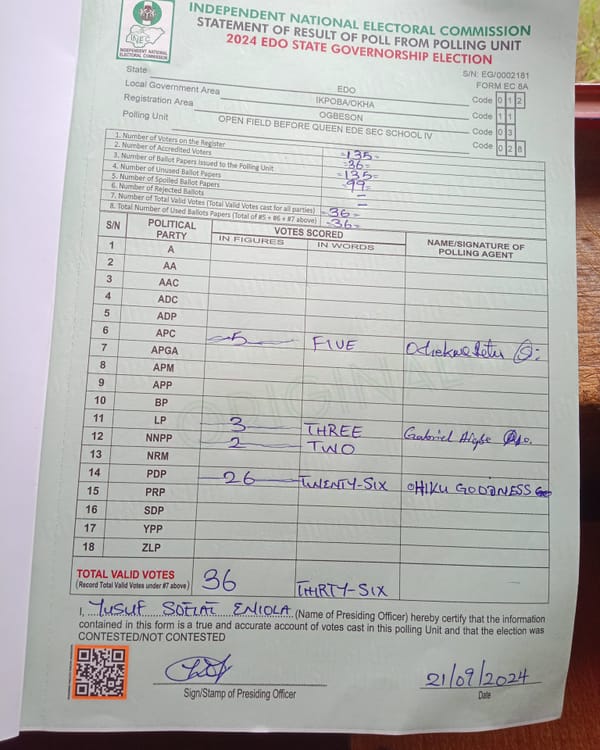 INDEPENDENT NATIONAL ELECTORAL COMMISSION
STATEMENT OF RESULT OF POLL FROM POLLING UNIT
2024 EDO STATE GOVERNORSHIP ELECTION
INEC
INDEPENDENT NATIONAL
ELECTORAL COMMISSION
S/N: EG/0002181
FORM EC 8A
State EDO Code 0 1 2
Local Government Area IKPOBA/OKHA Code 1 1
Registration Area OGBESON Code 0 3
Polling Unit OPEN FIELD BEFORE QUEEN EDE SEC SCHOOL IV Code 0 2 8
1. Number of Voters on the Register =135=
2. Number of Accredited Voters =36=
3. Number of Ballot Papers Issued to the Polling Unit =135=
4. Number of Unused Ballot Papers =99=
5. Number of Spoiled Ballot Papers =
6. Number of Rejected Ballots =
7. Number of Total Valid Votes (Total Valid Votes cast for all parties) =36=
8. Total Number of Used Ballots Papers (Total of #5 + #6 + #7 above) =36=
S/N POLITICAL PARTY VOTES SCORED NAME/SIGNATURE OF POLLING AGENT
IN FIGURES IN WORDS
1 A
2 AA
3 AAC
4 ADC
5 ADP
6 APC 5 FIVE
7 APGA
8 APM
9 APP
10 BP
11 LP 3 THREE Gabriel
12 NNPP 2 TWO
13 NRM
14 PDP 26 TWENTY-SIX OHIKU GOODNESS
15 PRP
16 SDP
17 YPP
18 ZLP
ORIGINAL
TOTAL VALID VOTES 36 THIRTY-SIX
(Record Total Valid Votes under #7 above)
I, YUSUF ENIOLA (Name of Presiding Officer) hereby certify that the information
contained in this form is a true and accurate account of votes cast in this polling Unit and that the election was
CONTESTED/NOT CONTESTED
21/09/2024
Sign/Stamp of Presiding Officer Date